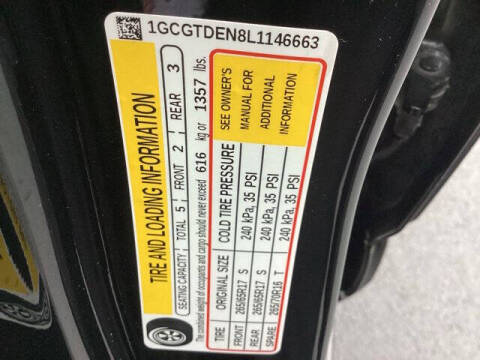 1GCGTDEN8L1146663
TIRE AND LOADING INFORMATION
SEATING CAPACITY TOTAL 5 FRONT 2 REAR 3
The combined weight of occupants and cargo should never exceed 616 kg or 1357 lbs.
TIRE ORIGINAL SIZE COLD TIRE PRESSURE
FRONT 265/65R17 S 240 kPa, 35 PSI
REAR 265/65R17 S 240 kPa, 35 PSI
SPARE 265/70R16 T 240 kPa, 35 PSI
SEE OWNER'S
MANUAL FOR
ADDITIONAL
INFORMATION